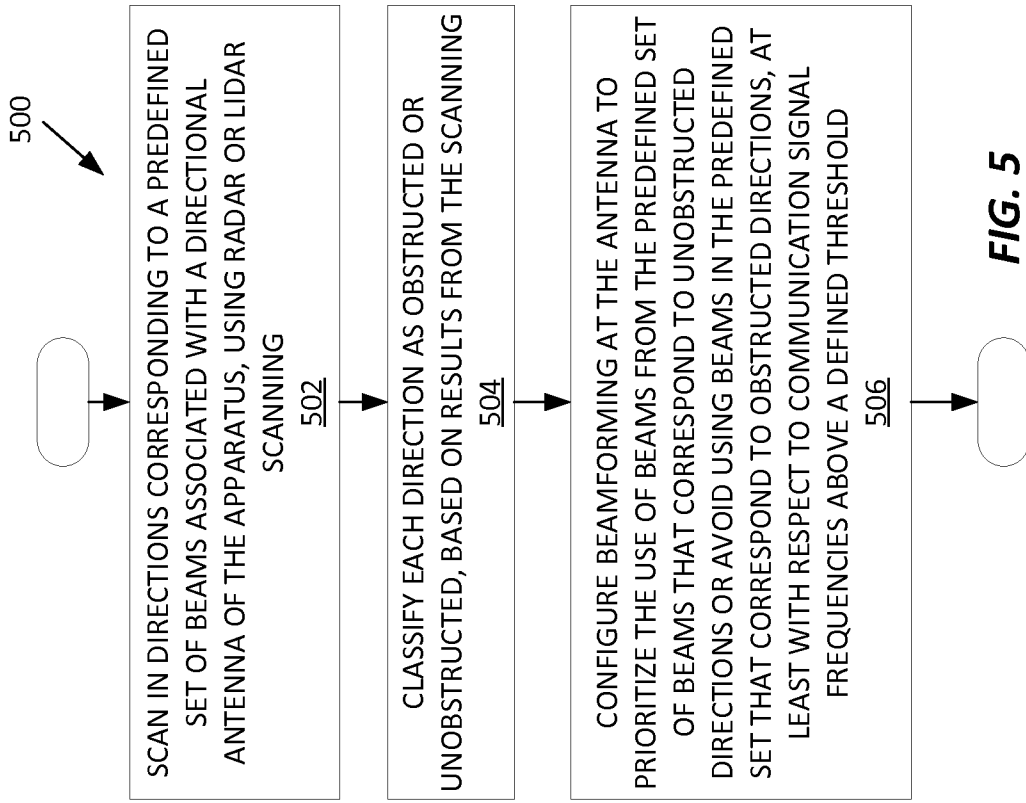 500
SCAN IN DIRECTIONS CORRESPONDING TO A PREDEFINED
SET OF BEAMS ASSOCIATED WITH A DIRECTIONAL
ANTENNA OF THE APPARATUS, USING RADAR OR LIDAR
SCANNING
502
CLASSIFY EACH DIRECTION AS OBSTRUCTED OR
UNOBSTRUCTED, BASED ON RESULTS FROM THE SCANNING
504
CONFIGURE BEAMFORMING AT THE ANTENNA TO
PRIORITIZE THE USE OF BEAMS FROM THE PREDEFINED SET
OF BEAMS THAT CORRESPOND TO UNOBSTRUCTED
DIRECTIONS OR AVOID USING BEAMS IN THE PREDEFINED
SET THAT CORRESPOND TO OBSTRUCTED DIRECTIONS, AT
LEAST WITH RESPECT TO COMMUNICATION SIGNAL
FREQUENCIES ABOVE A DEFINED THRESHOLD
506
FIG. 5